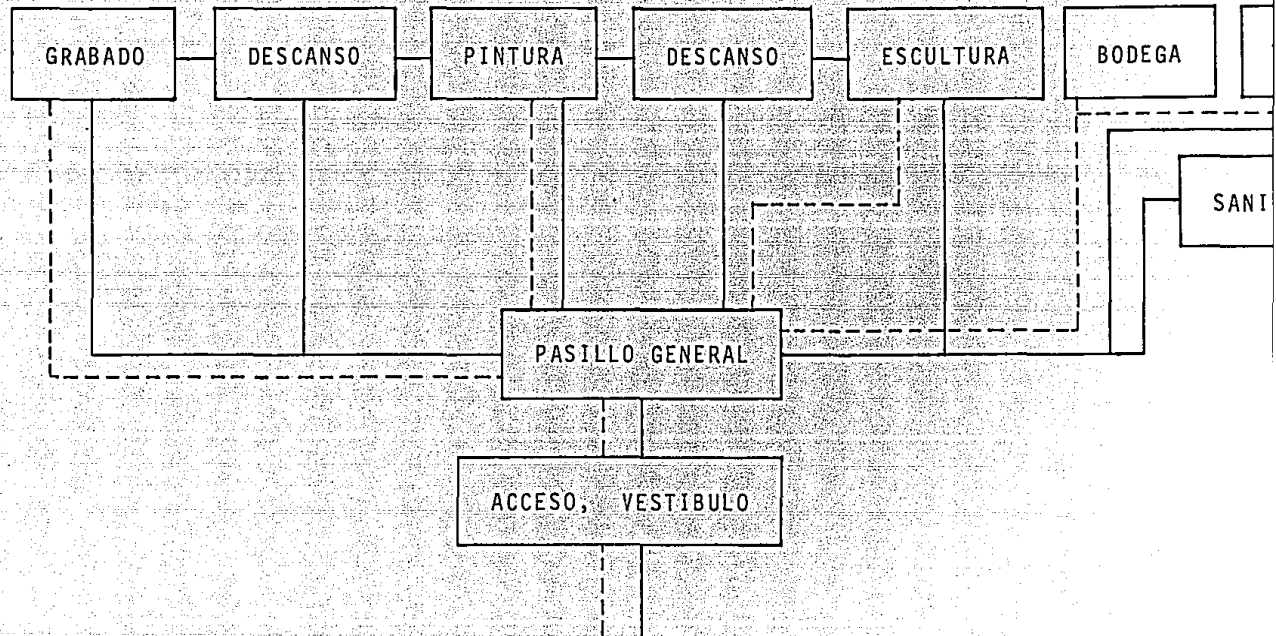 GRABADO
DESCANSO
PINTURA
DESCANSO
ESCULTURA
BODEGA
SANI
PASILLO GENERAL
ACCESO, VESTIBULO